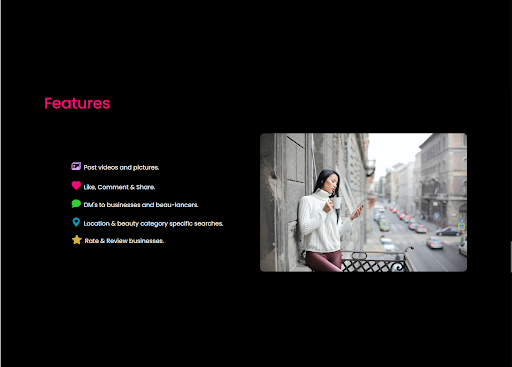 Features
Post videos and pictures.
Like, Comment & Share.
DM's to businesses and beau-lancers.
Location & beauty category specific searches.
Rate & Review businesses.